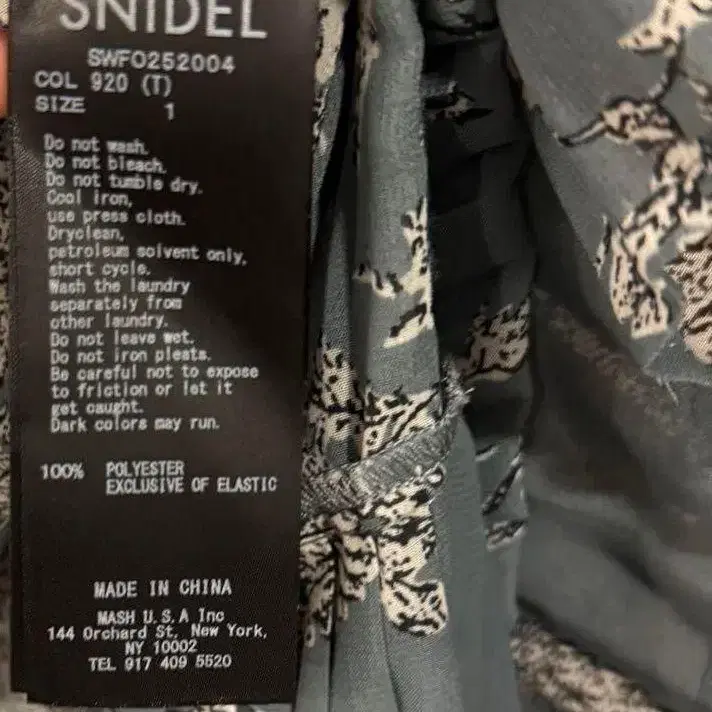 SNIDEL
SWFO252004
COL 920 (T)
SIZE 1
Do not wash.
Do not bleach.
Do not tumble dry.
Cool iron,
use press cloth.
Dryclean,
petroleum solvent only,
short cycle.
Wash the laundry
separately from
other laundry.
Do not leave wet.
Do not iron pleats.
Be careful not to expose
to friction or let it
get caught.
Dark colors may run.
100% POLYESTER
EXCLUSIVE OF ELASTIC
MADE IN CHINA
MASH U.S.A Inc
144 Orchard St, New York,
NY 10002
TEL 917 409 5520